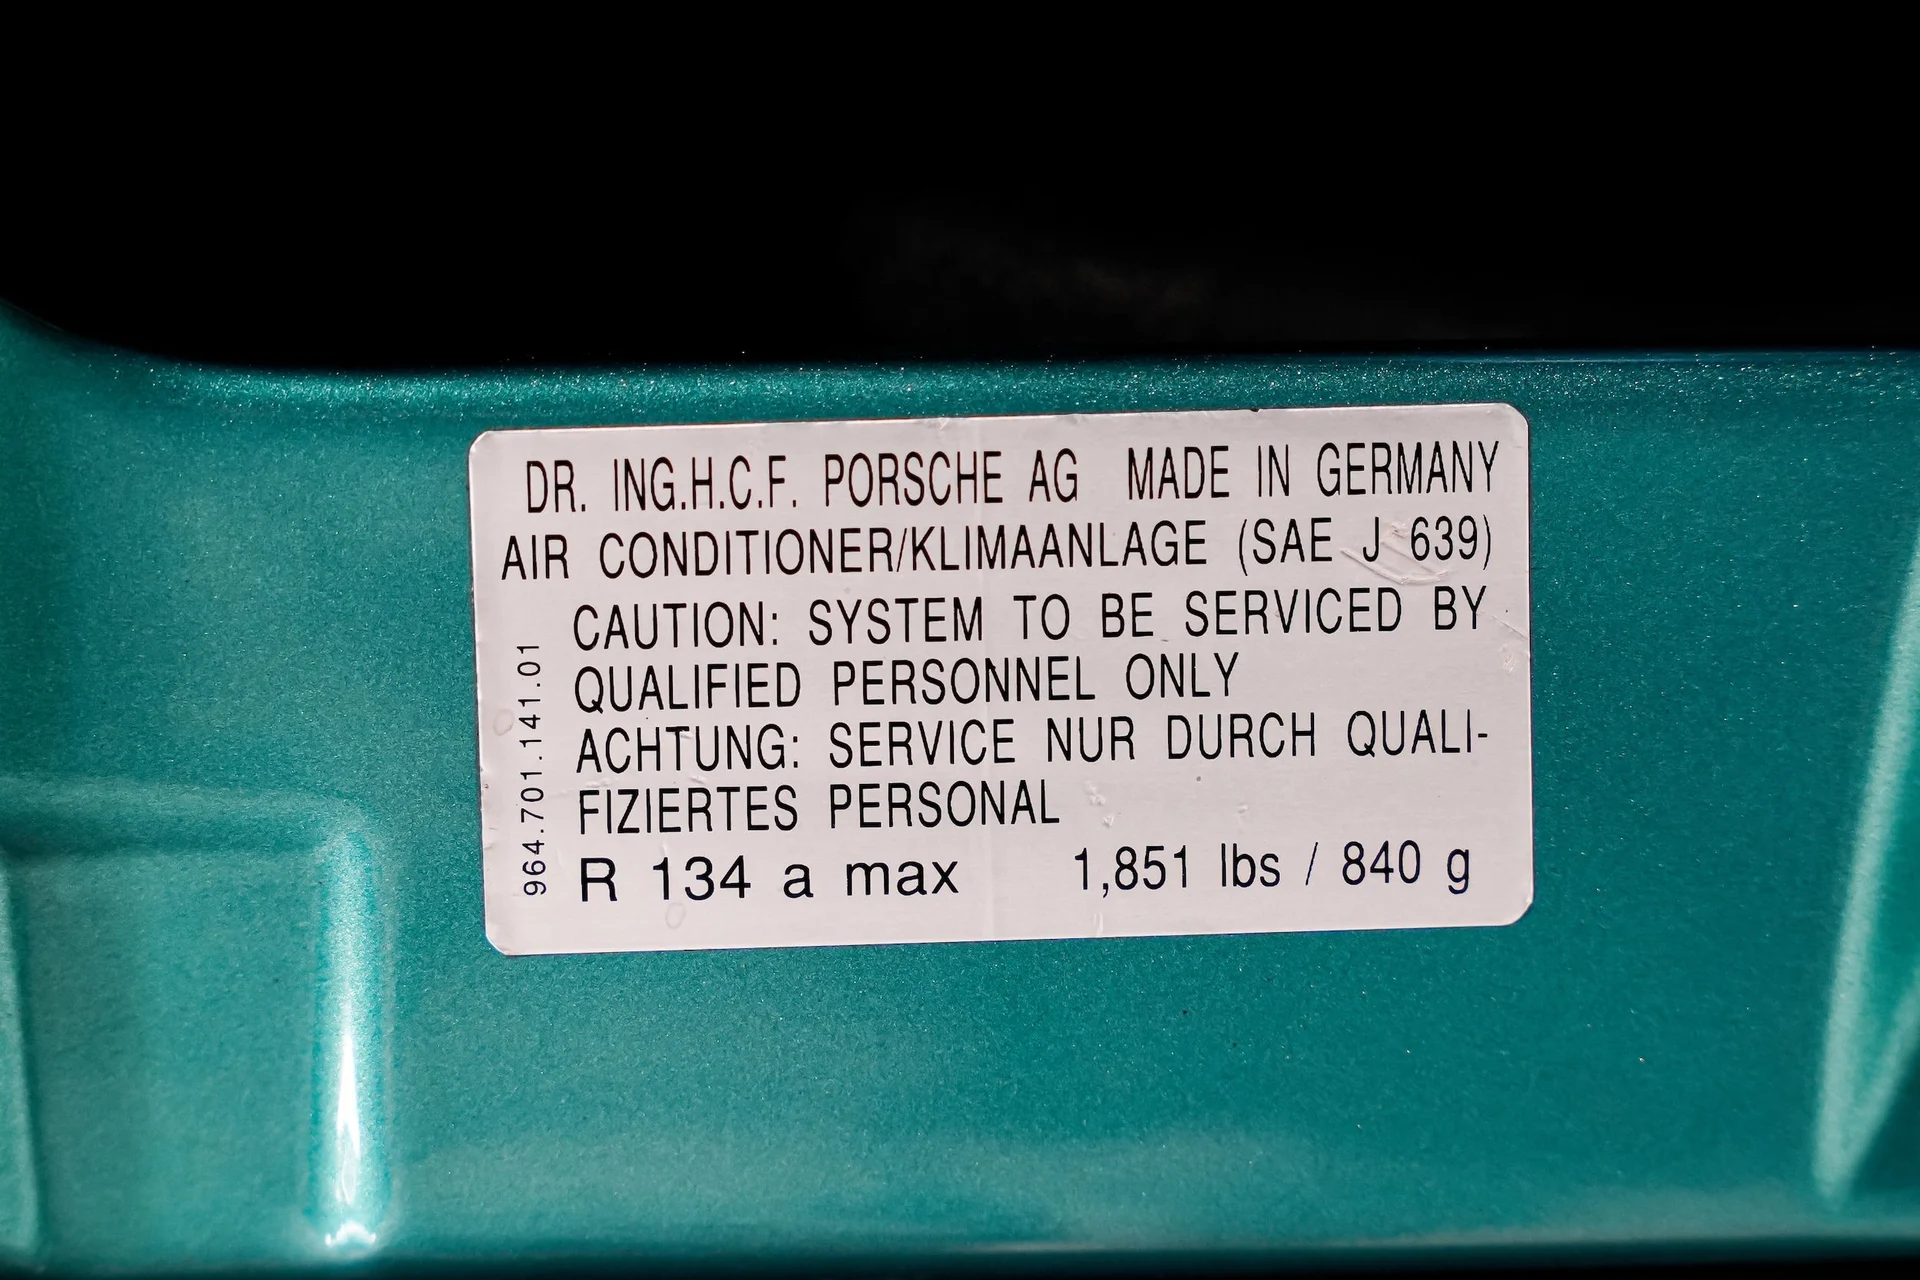 DR. ING.H.C.F. PORSCHE AG MADE IN GERMANY
AIR CONDITIONER/KLIMAANLAGE (SAE J 639)
CAUTION: SYSTEM TO BE SERVICED BY
QUALIFIED PERSONNEL ONLY
ACHTUNG: SERVICE NUR DURCH QUALI-
FIZIERTES PERSONAL
R 134 a max 1,851 lbs / 840 g
964.701.141.01